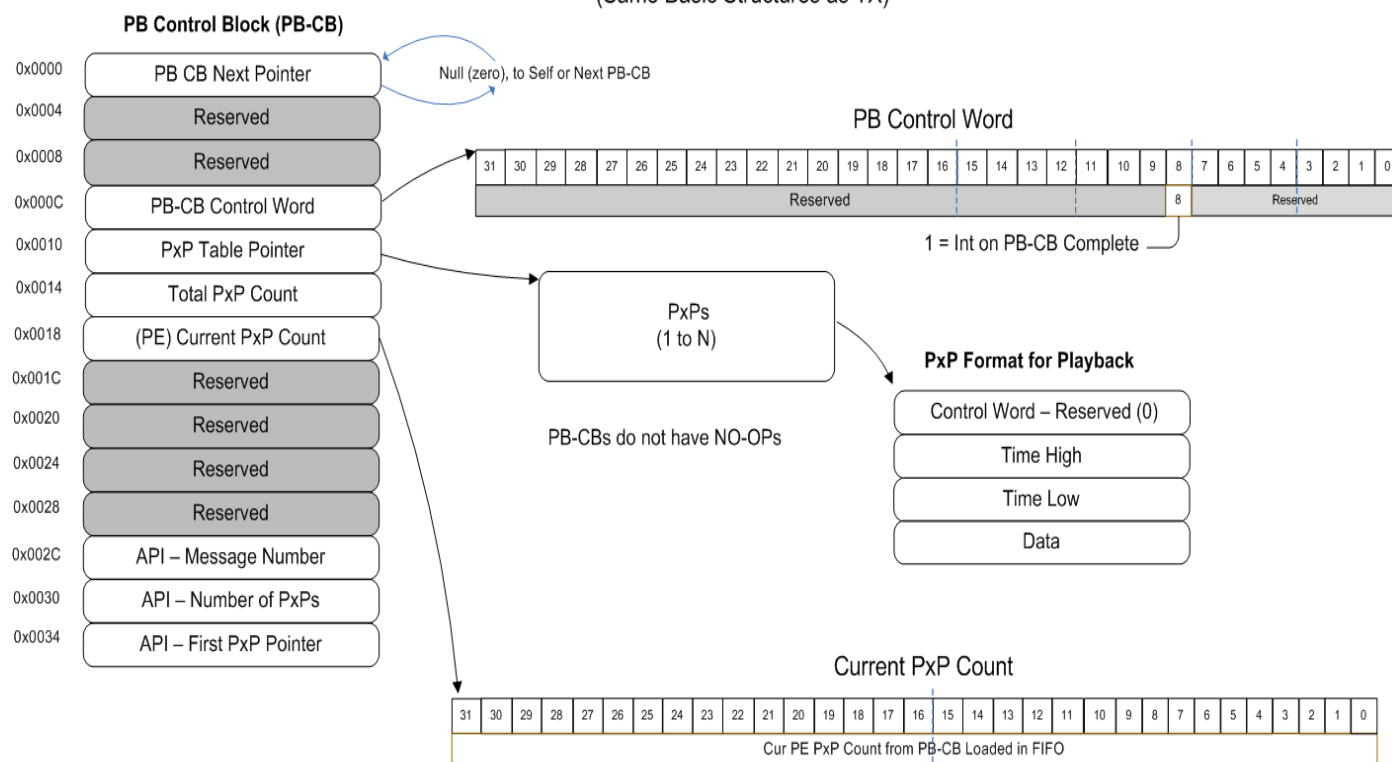 (Same Basic Structures as TX)
PB Control Block (PB-CB)
0x0000
PB CB Next Pointer
Null (zero), to Self or Next PB-CB
0x0004
Reserved
0x0008
Reserved
0x000C
PB-CB Control Word
0x0010
PxP Table Pointer
0x0014
Total PxP Count
0x0018
(PE) Current PxP Count
0x001C
Reserved
0x0020
Reserved
0x0024
Reserved
0x0028
Reserved
0x002C
API – Message Number
0x0030
API – Number of PxPs
0x0034
API – First PxP Pointer
PB Control Word
31 30 29 28 27 26 25 24 23 22 21 20 19 18 17 16 15 14 13 12 11 10 9 8 7 6 5 4 3 2 1 0
Reserved 8 Reserved
1 = Int on PB-CB Complete
PxPs
(1 to N)
PB-CBs do not have NO-OPs
PxP Format for Playback
Control Word – Reserved (0)
Time High
Time Low
Data
Current PxP Count
31 30 29 28 27 26 25 24 23 22 21 20 19 18 17 16 15 14 13 12 11 10 9 8 7 6 5 4 3 2 1 0
Cur PE PxP Count from PB-CB Loaded in FIFO